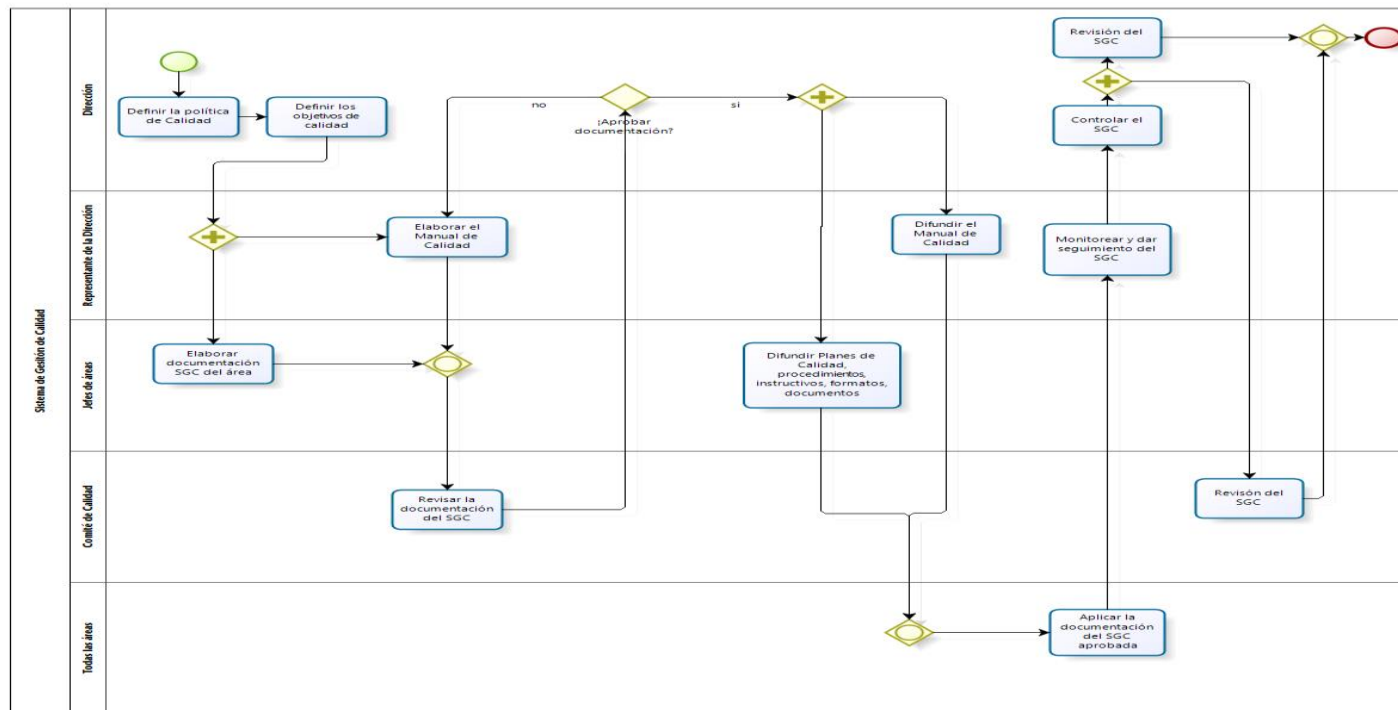 Sistema de Gestión de Calidad
Dirección
Definir la política
de Calidad
Definir los
objetivos de
calidad
no
¡Aprobar
documentación?
si
Revisión del
SGC
Controlar el
SGC
Representante de la Dirección
Elaborar el
Manual de
Calidad
Difundir el
Manual de
Calidad
Monitorear y dar
seguimiento del
SGC
Jefes de áreas
Elaborar
documentación
SGC del área
Difundir Planes de
Calidad,
procedimientos,
instructivos, formatos,
documentos
Comité de Calidad
Revisar la
documentación
del SGC
Revisón del
SGC
Todas las áreas
Aplicar la
documentación
del SGC
aprobada